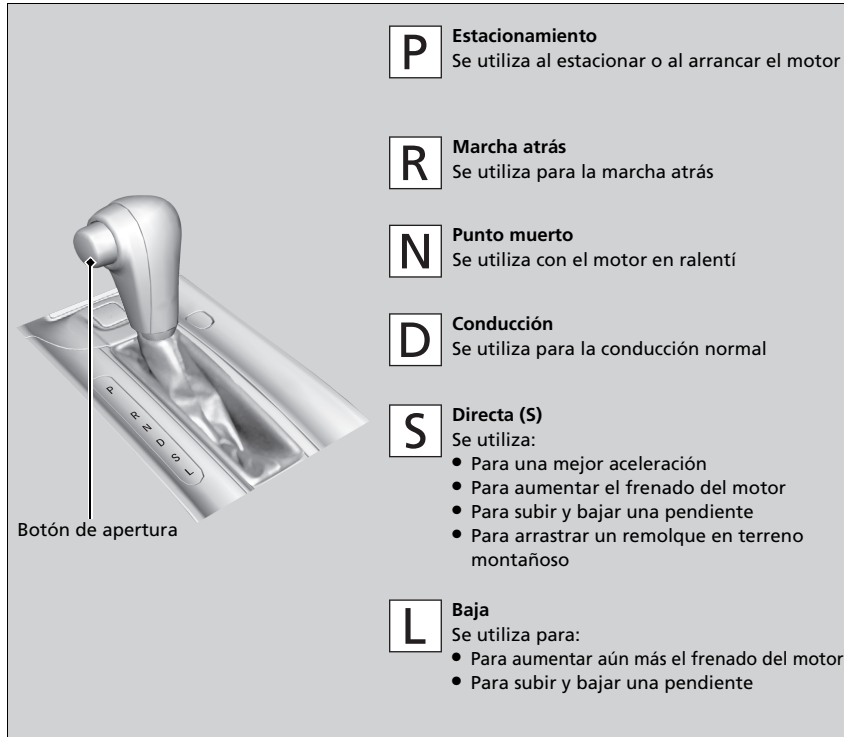 P
Estacionamiento
Se utiliza al estacionar o al arrancar el motor
R
Marcha atrás
Se utiliza para la marcha atrás
N
Punto muerto
Se utiliza con el motor en ralentí
D
Conducción
Se utiliza para la conducción normal
S
Directa (S)
Se utiliza:
● Para una mejor aceleración
● Para aumentar el frenado del motor
● Para subir y bajar una pendiente
● Para arrastrar un remolque en terreno
montañoso
L
Baja
Se utiliza para:
● Para aumentar aún más el frenado del motor
● Para subir y bajar una pendiente
P
R
N
D
S
L
Botón de apertura